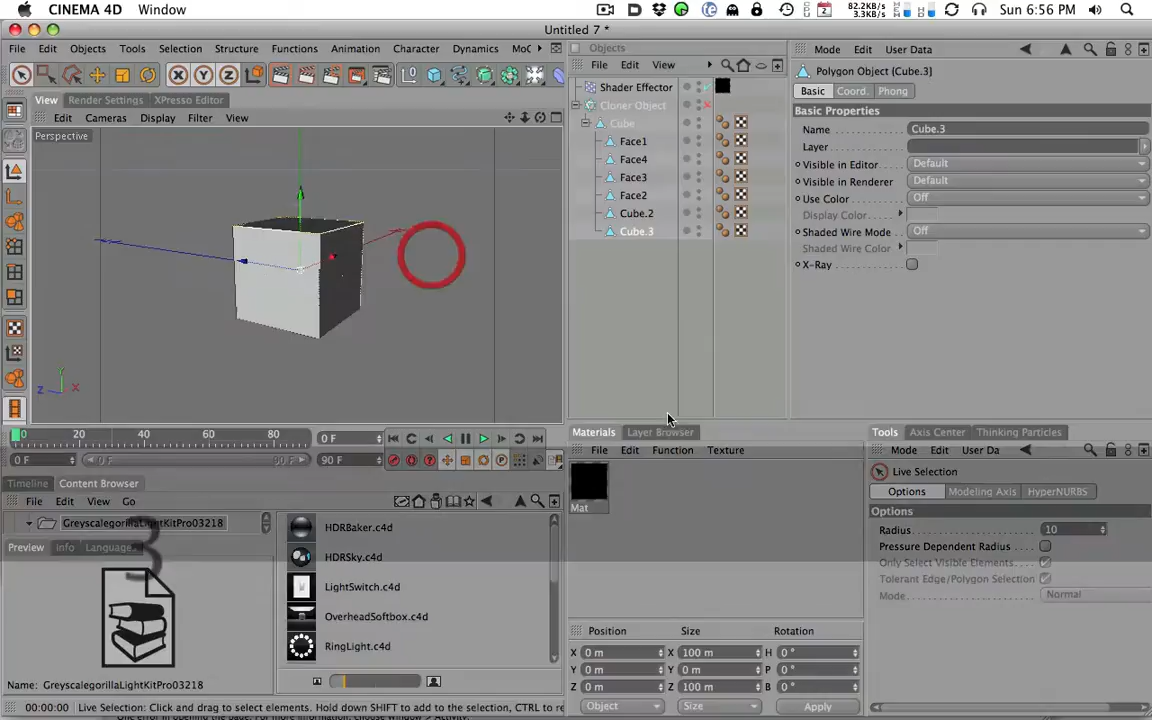 CINEMA 4D Window
82.2KB/s
3.3KB/s
CPU
2
Sun 6:56 PM
Untitled 7 *
File Edit Objects Tools Selection Structure Functions Animation Character Dynamics MoC
X Y Z
View Render Settings XPresso Editor
View Cameras Display Filter View
Perspective
Y
Z X
Objects
File Edit View
Shader Effector
Cloner Object
Cube
Face1
Face4
Face3
Face2
Cube.2
Cube.3
Mode Edit User Data
Polygon Object [Cube.3]
Basic Coord. Phong
Basic Properties
Name Cube.3
Layer
Visible in Editor Default
Visible in Renderer Default
Use Color Off
Display Color
Shaded Wire Mode Off
Shaded Wire Color
X-Ray
0 20 40 60 80
0 F
0 F 0 F 90 F 90 F
Timeline Content Browser
File Edit View Go
GreyscalegorillaLightKitPro03218
Preview Info Languages
3
Name: GreyscalegorillaLightKitPro03218
HDRBaker.c4d
HDRSky.c4d
LightSwitch.c4d
OverheadSoftbox.c4d
RingLight.c4d
Materials Layer Browser
File Edit Function Texture
Mat
Position Size Rotation
X 0 m X 100 m H 0 °
Y 0 m Y 0 m P 0 °
Z 0 m Z 100 m B 0 °
Object Size Apply
Tools Axis Center Thinking Particles
Mode Edit User Da
Live Selection
Options Modeling Axis HyperNURBS
Options
Radius 10
Pressure Dependent Radius
Only Select Visible Elements
Tolerant Edge/Polygon Selection
Mode Normal
00:00:00 Live Selection: Click and drag to select elements. Hold down SHIFT to add to the selection, CTRL to re